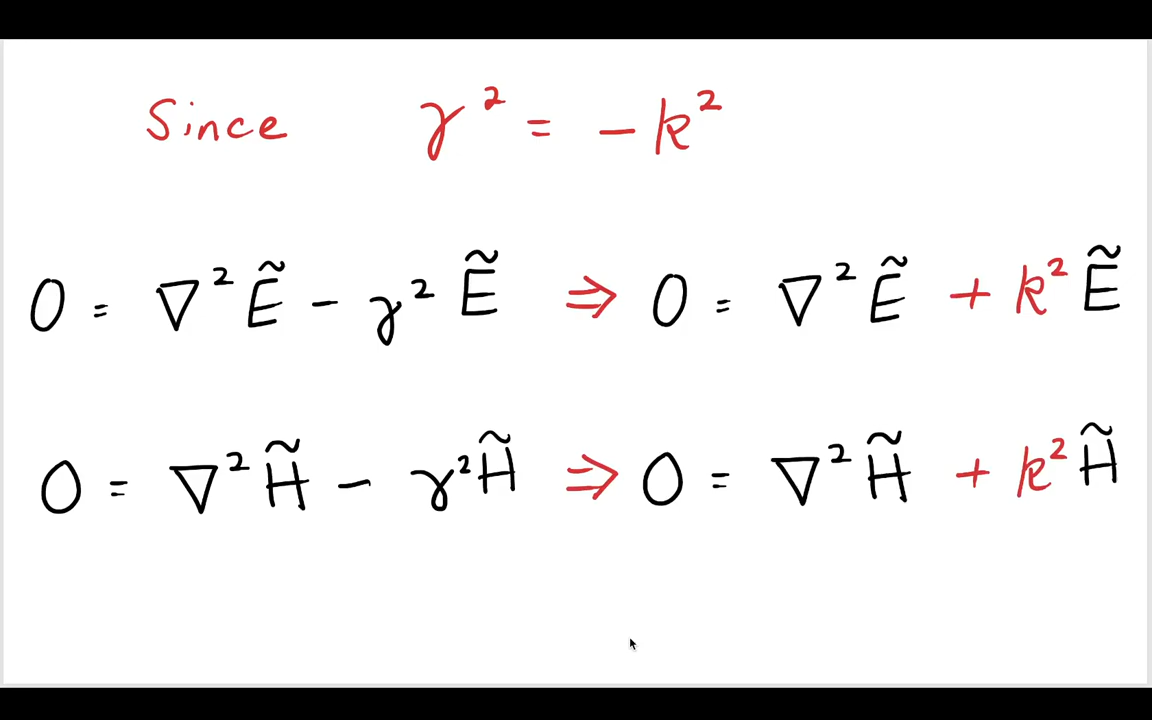 Since γ² = -k²
0 = ∇²Ẽ - γ²Ẽ ⇒ 0 = ∇²Ẽ + k²Ẽ
0 = ∇²H̃ - γ²H̃ ⇒ 0 = ∇²H̃ + k²H̃